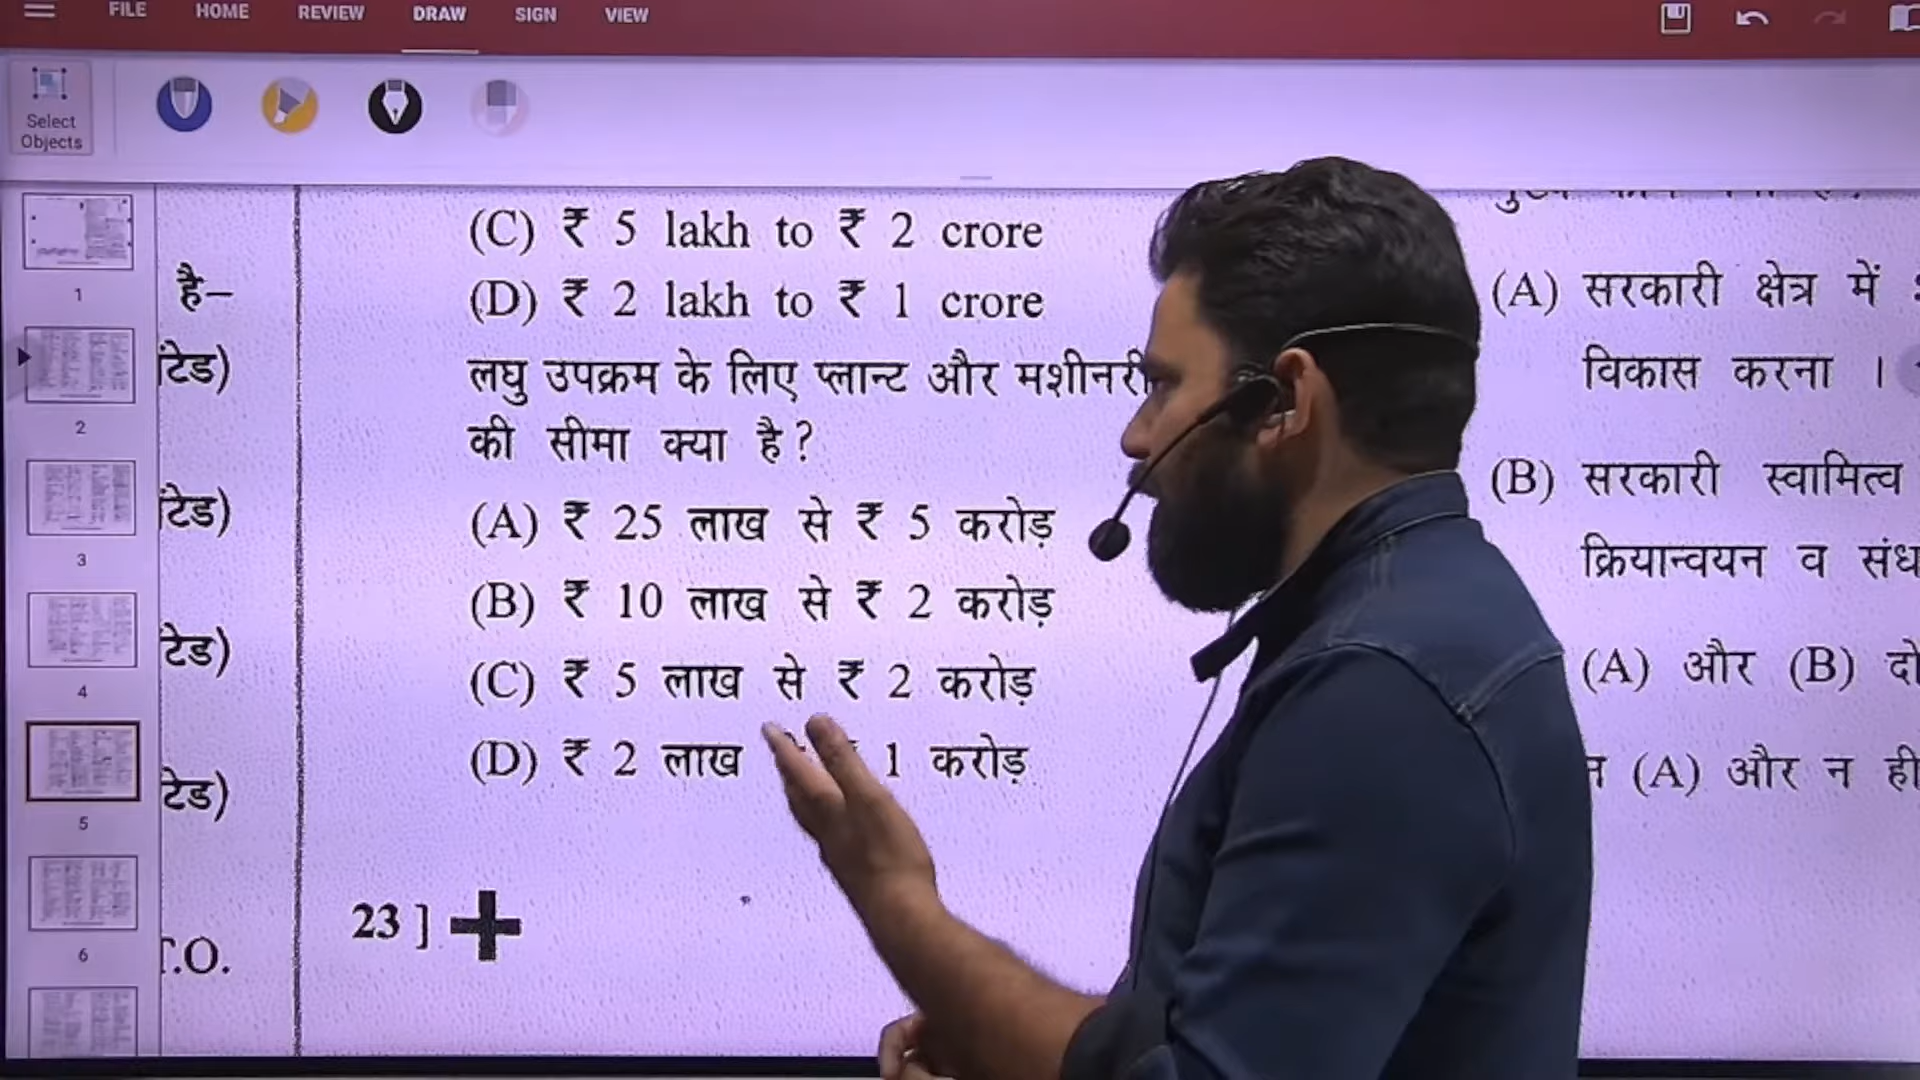 FILE HOME REVIEW DRAW SIGN VIEW
Select
Objects
1
2
3
4
5
6
है–
टेड)
टेड)
टेड)
टेड)
.O.
(C) ₹ 5 lakh to ₹ 2 crore
(D) ₹ 2 lakh to ₹ 1 crore
लघु उपक्रम के लिए प्लान्ट और मशीनरी
की सीमा क्या है?
(A) ₹ 25 लाख से ₹ 5 करोड़
(B) ₹ 10 लाख से ₹ 2 करोड़
(C) ₹ 5 लाख से ₹ 2 करोड़
(D) ₹ 2 लाख 1 करोड़
23 ]
(A) सरकारी क्षेत्र में
विकास करना ।
(B) सरकारी स्वामित्व
क्रियान्वयन व
(A) और (B)
(A) और न ही